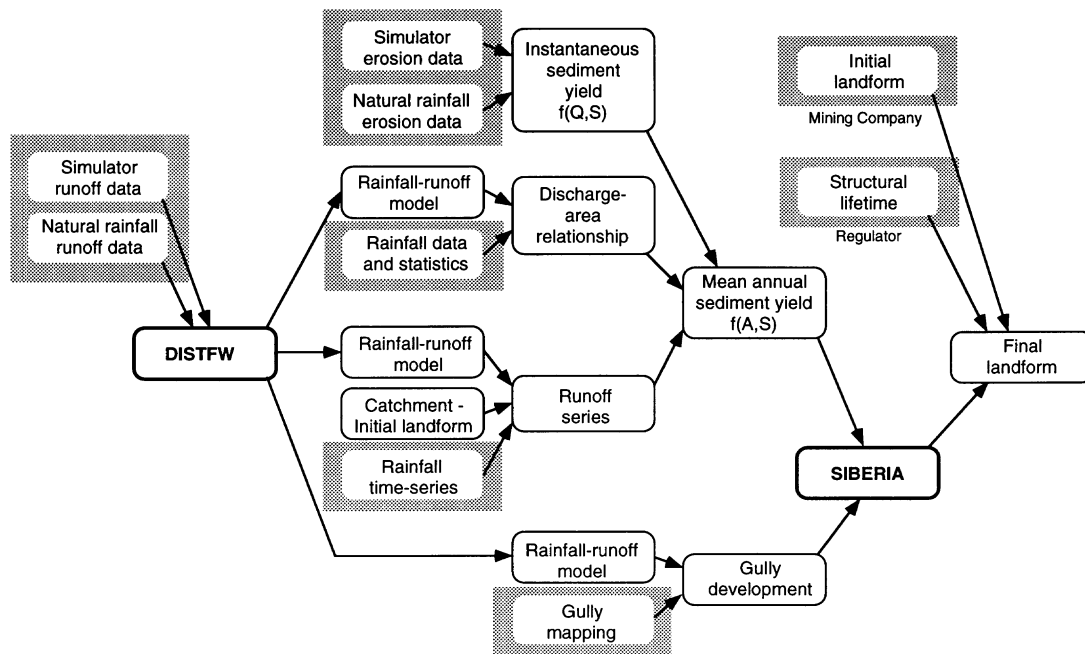 Simulator
erosion data
Natural rainfall
erosion data
Instantaneous
sediment
yield
f(Q,S)
Initial
landform
Mining Company
Simulator
runoff data
Natural rainfall
runoff data
Rainfall-runoff
model
Rainfall data
and statistics
Discharge-
area
relationship
Structural
lifetime
Regulator
Mean annual
sediment yield
f(A,S)
DISTFW
Rainfall-runoff
model
Catchment -
Initial landform
Rainfall
time-series
Runoff
series
Final
landform
SIBERIA
Rainfall-runoff
model
Gully
mapping
Gully
development